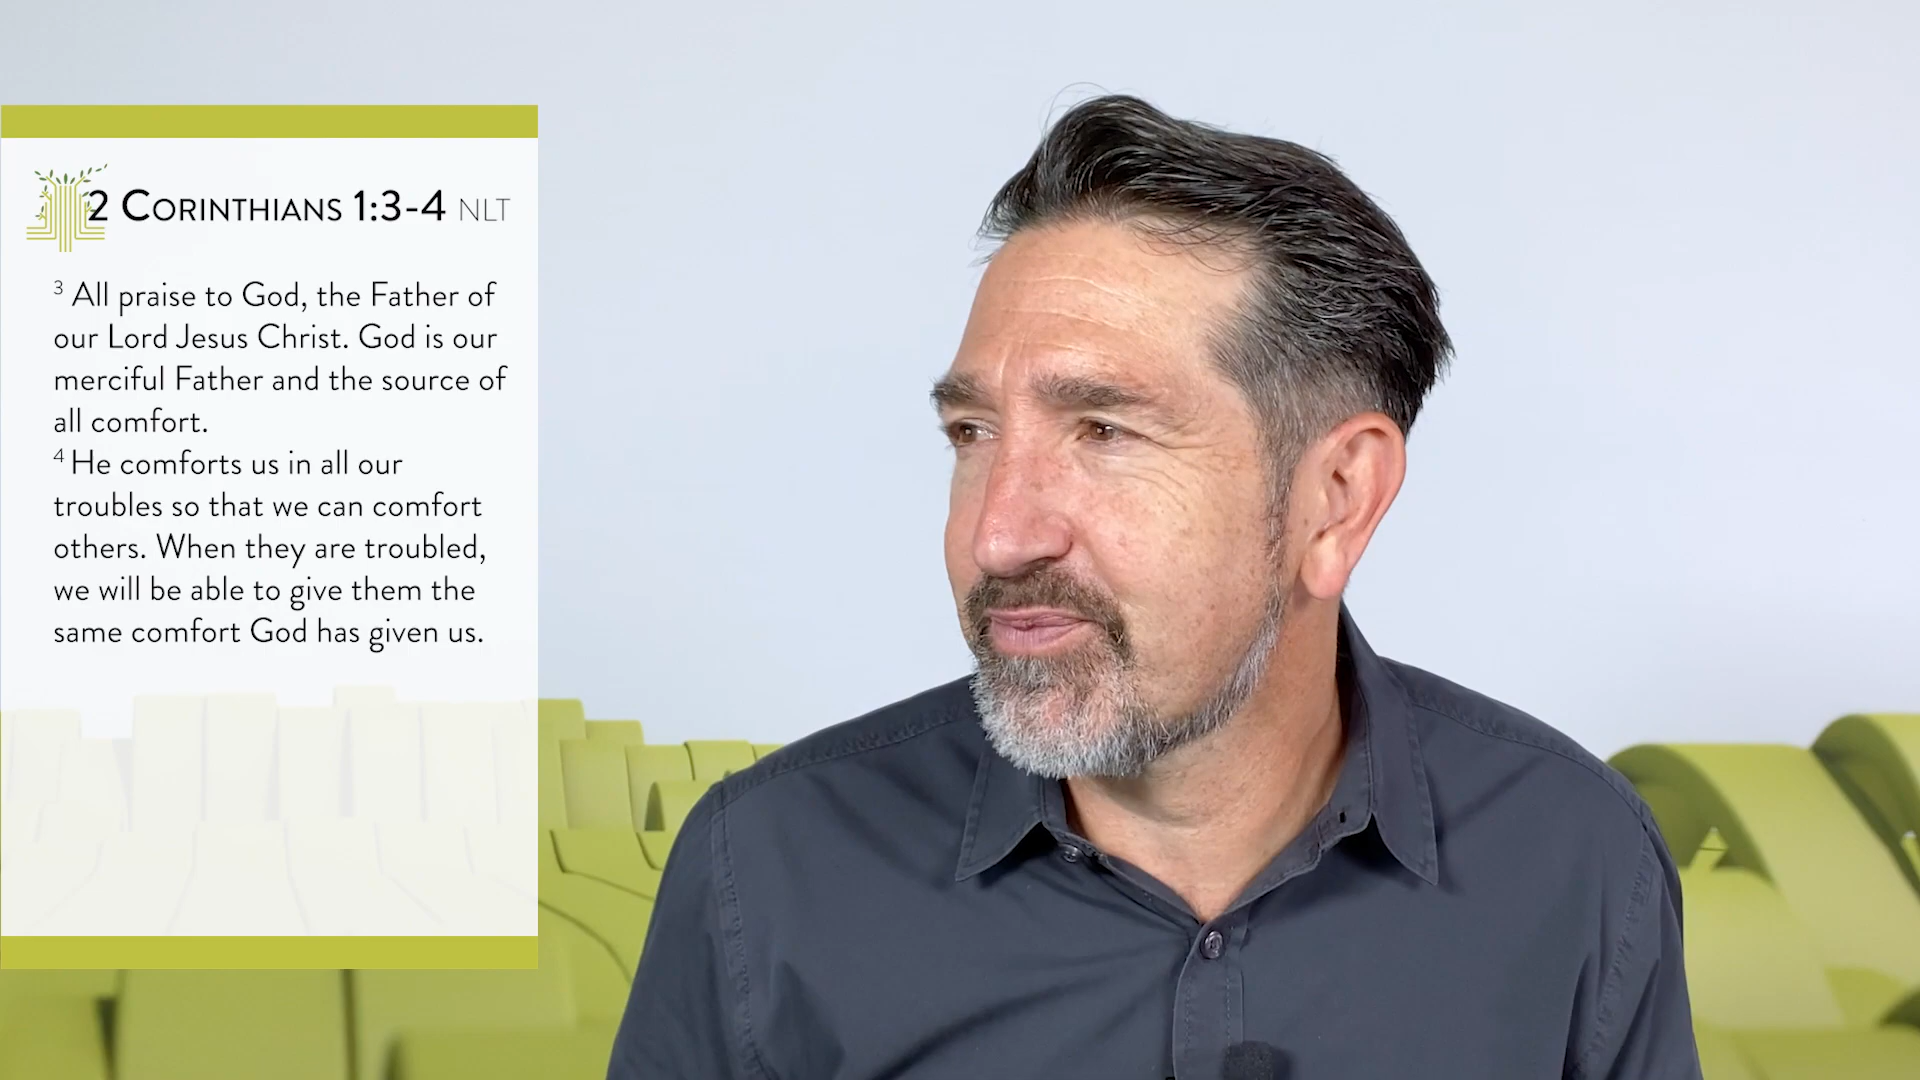 2 Corinthians 1:3-4 NLT
3 All praise to God, the Father of
our Lord Jesus Christ. God is our
merciful Father and the source of
all comfort.
4 He comforts us in all our
troubles so that we can comfort
others. When they are troubled,
we will be able to give them the
same comfort God has given us.